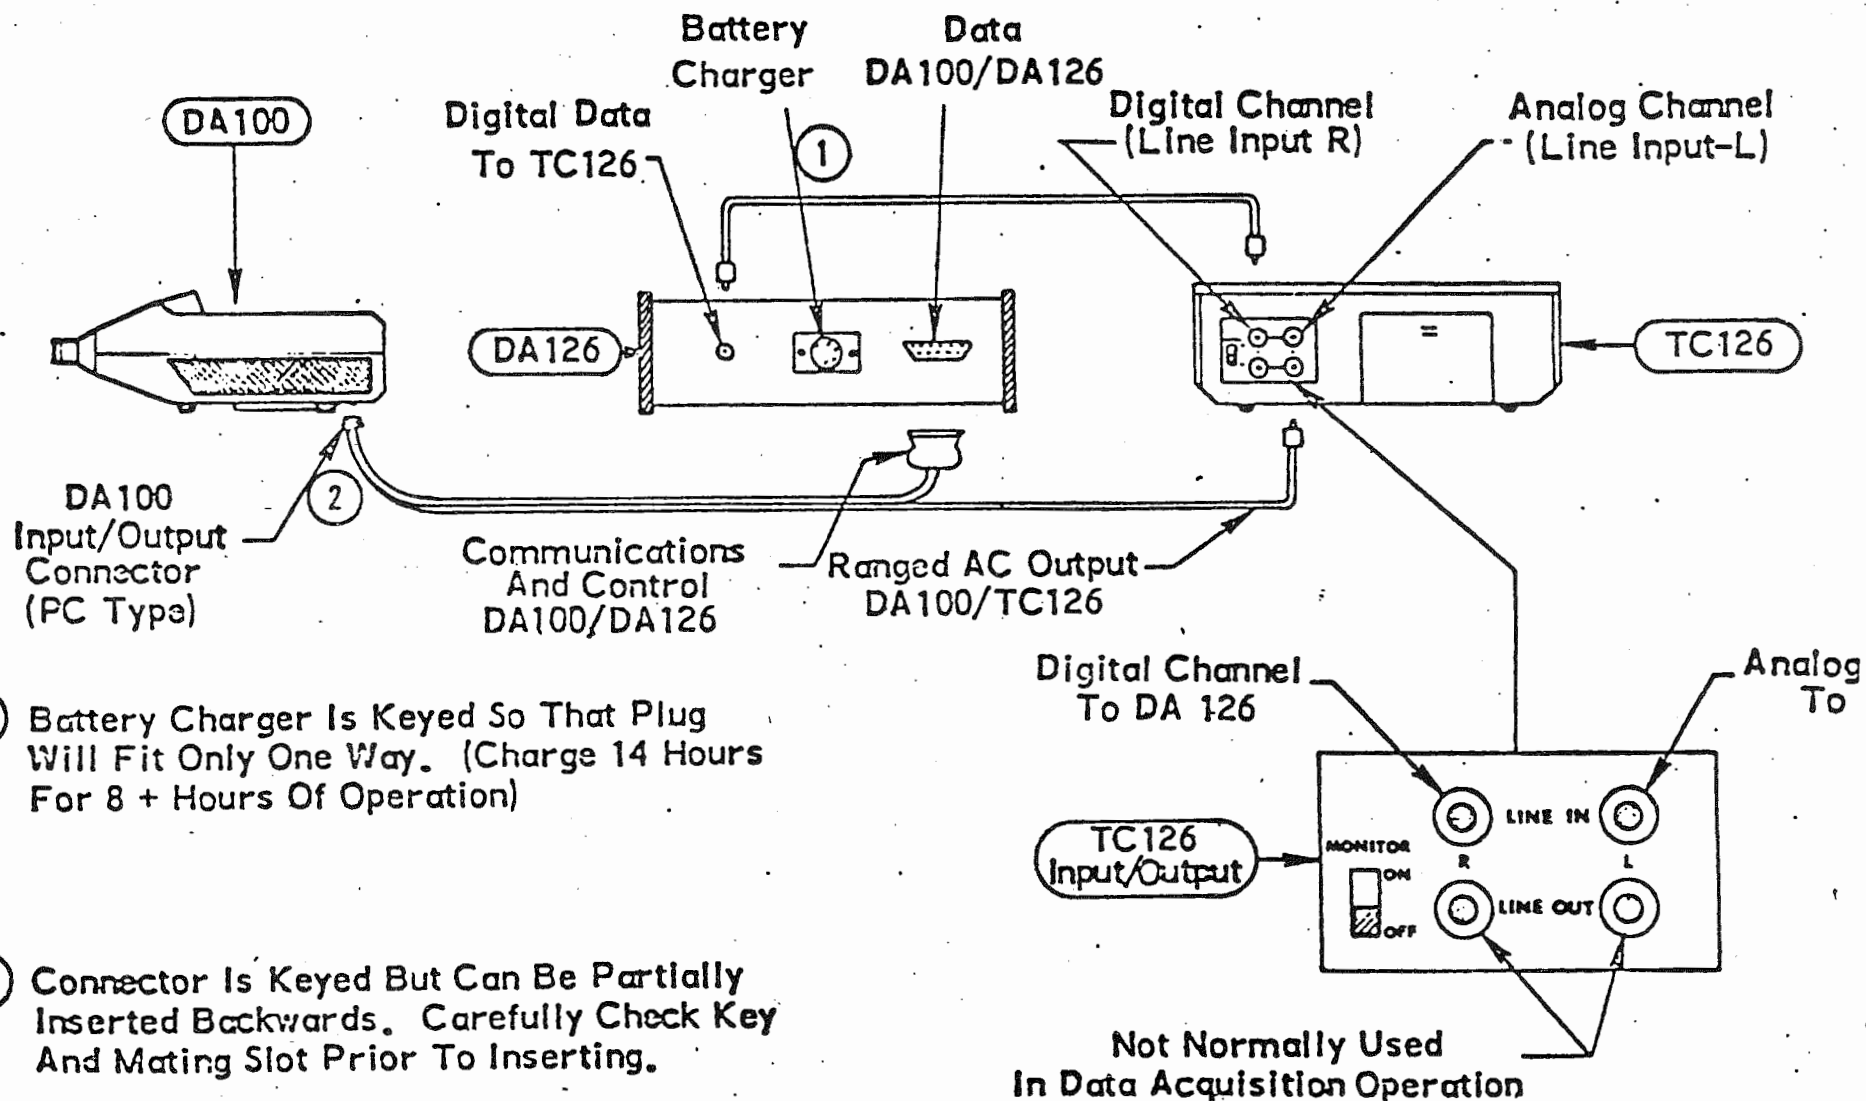 Battery
Charger
Data
DA100/DA126
DA100
Digital Data
To TC126
1
Digital Channel
(Line Input R)
Analog Channel
(Line Input-L)
DA126
TC126
DA100
Input/Output
Connector
(PC Type)
2
Communications
And Control
DA100/DA126
Ranged AC Output
DA100/TC126
Digital Channel
To DA 126
Analog
To
Battery Charger Is Keyed So That Plug
Will Fit Only One Way. (Charge 14 Hours
For 8 + Hours Of Operation)
TC126
Input/Output
MONITOR
ON
OFF
LINE IN
R
L
LINE OUT
Connector Is Keyed But Can Be Partially
Inserted Backwards. Carefully Check Key
And Mating Slot Prior To Inserting.
Not Normally Used
In Data Acquisition Operation